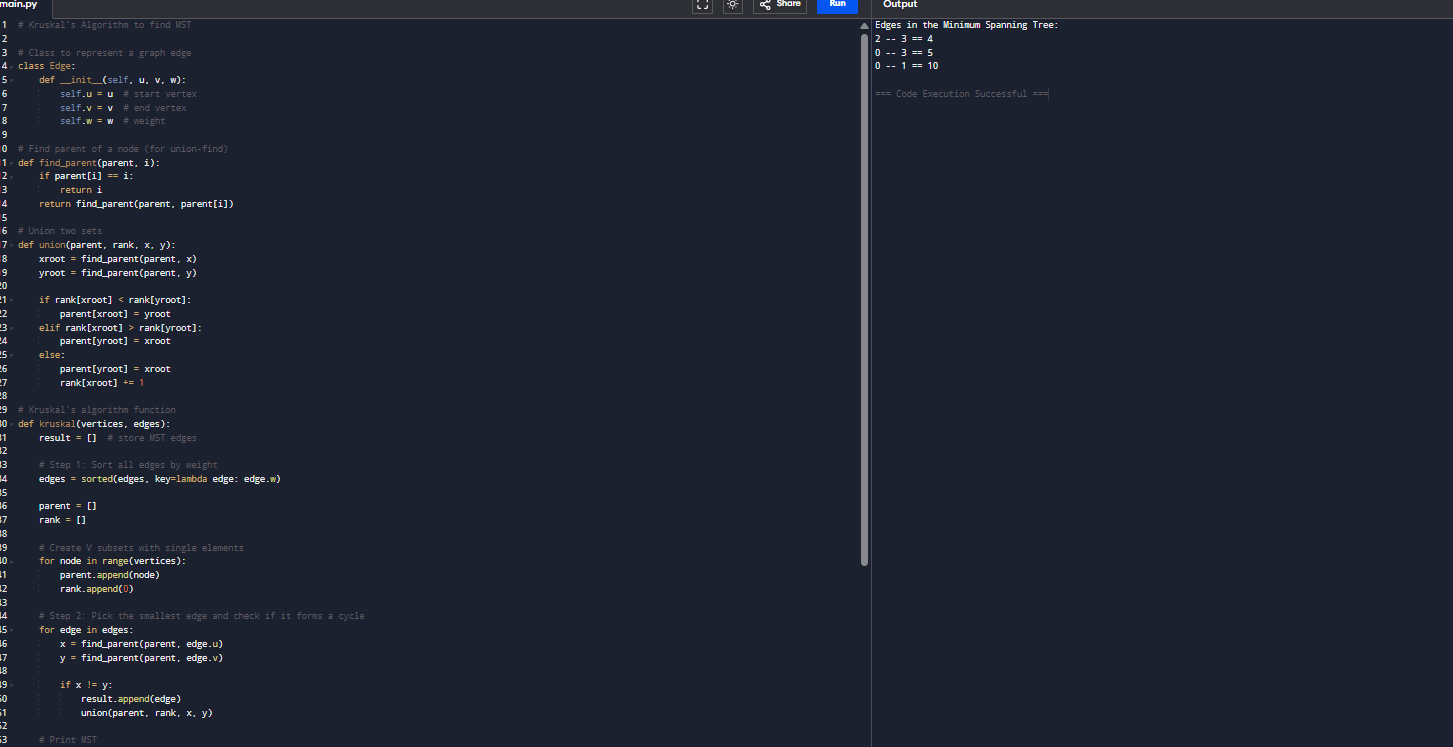 main.py
Share
Run
Output
1 # Kruskal's Algorithm to find MST
2
3 # Class to represent a graph edge
4 class Edge:
5     def __init__(self, u, v, w):
6         self.u = u  # start vertex
7         self.v = v  # end vertex
8         self.w = w  # weight
9
0 # Find parent of a node (for union-find)
1 def find_parent(parent, i):
2     if parent[i] == i:
3         return i
4     return find_parent(parent, parent[i])
5
6 # Union two sets
7 def union(parent, rank, x, y):
8     xroot = find_parent(parent, x)
9     yroot = find_parent(parent, y)
20
21     if rank[xroot] < rank[yroot]:
22         parent[xroot] = yroot
23     elif rank[xroot] > rank[yroot]:
24         parent[yroot] = xroot
25     else:
26         parent[yroot] = xroot
27         rank[xroot] += 1
28
29 # Kruskal's algorithm function
30 def kruskal(vertices, edges):
31     result = []  # store MST edges
32
33     # Step 1: Sort all edges by weight
34     edges = sorted(edges, key=lambda edge: edge.w)
35
36     parent = []
37     rank = []
38
39     # Create V subsets with single elements
40     for node in range(vertices):
41         parent.append(node)
42         rank.append(0)
43
44     # Step 2: Pick the smallest edge and check if it forms a cycle
45     for edge in edges:
46         x = find_parent(parent, edge.u)
47         y = find_parent(parent, edge.v)
48
49         if x != y:
50             result.append(edge)
51             union(parent, rank, x, y)
52
53     # Print MST
Edges in the Minimum Spanning Tree:
2 -- 3 == 4
0 -- 3 == 5
0 -- 1 == 10
=== Code Execution Successful ===